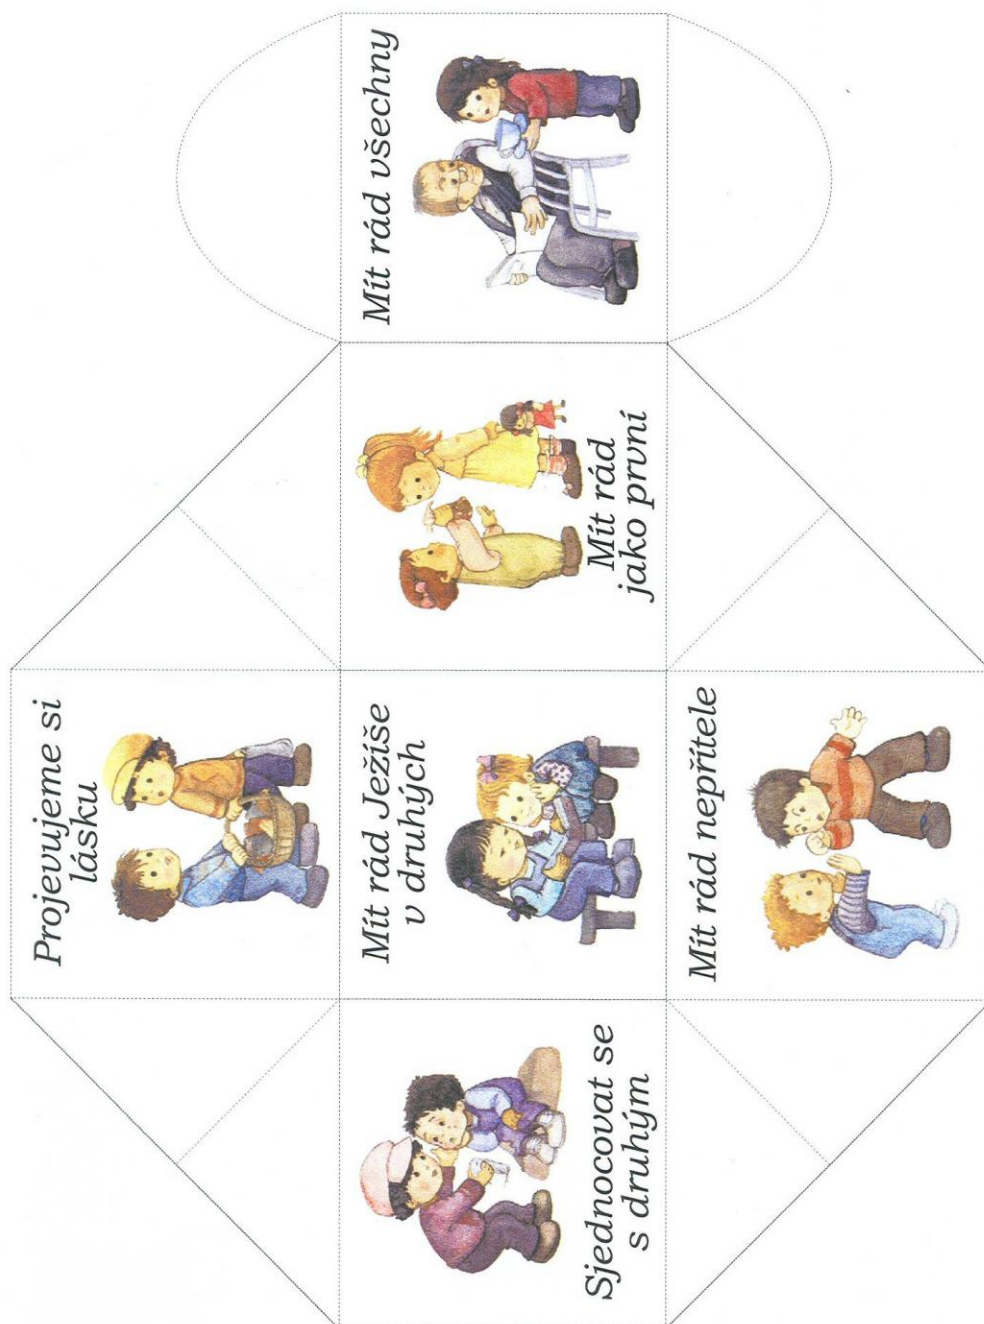 Projevujeme si
lásku
Sjednocovat se
s druhým
Mít rád Ježíše
v druhých
Mít rád
jako první
Mít rád všechny
Mít rád nepřítele